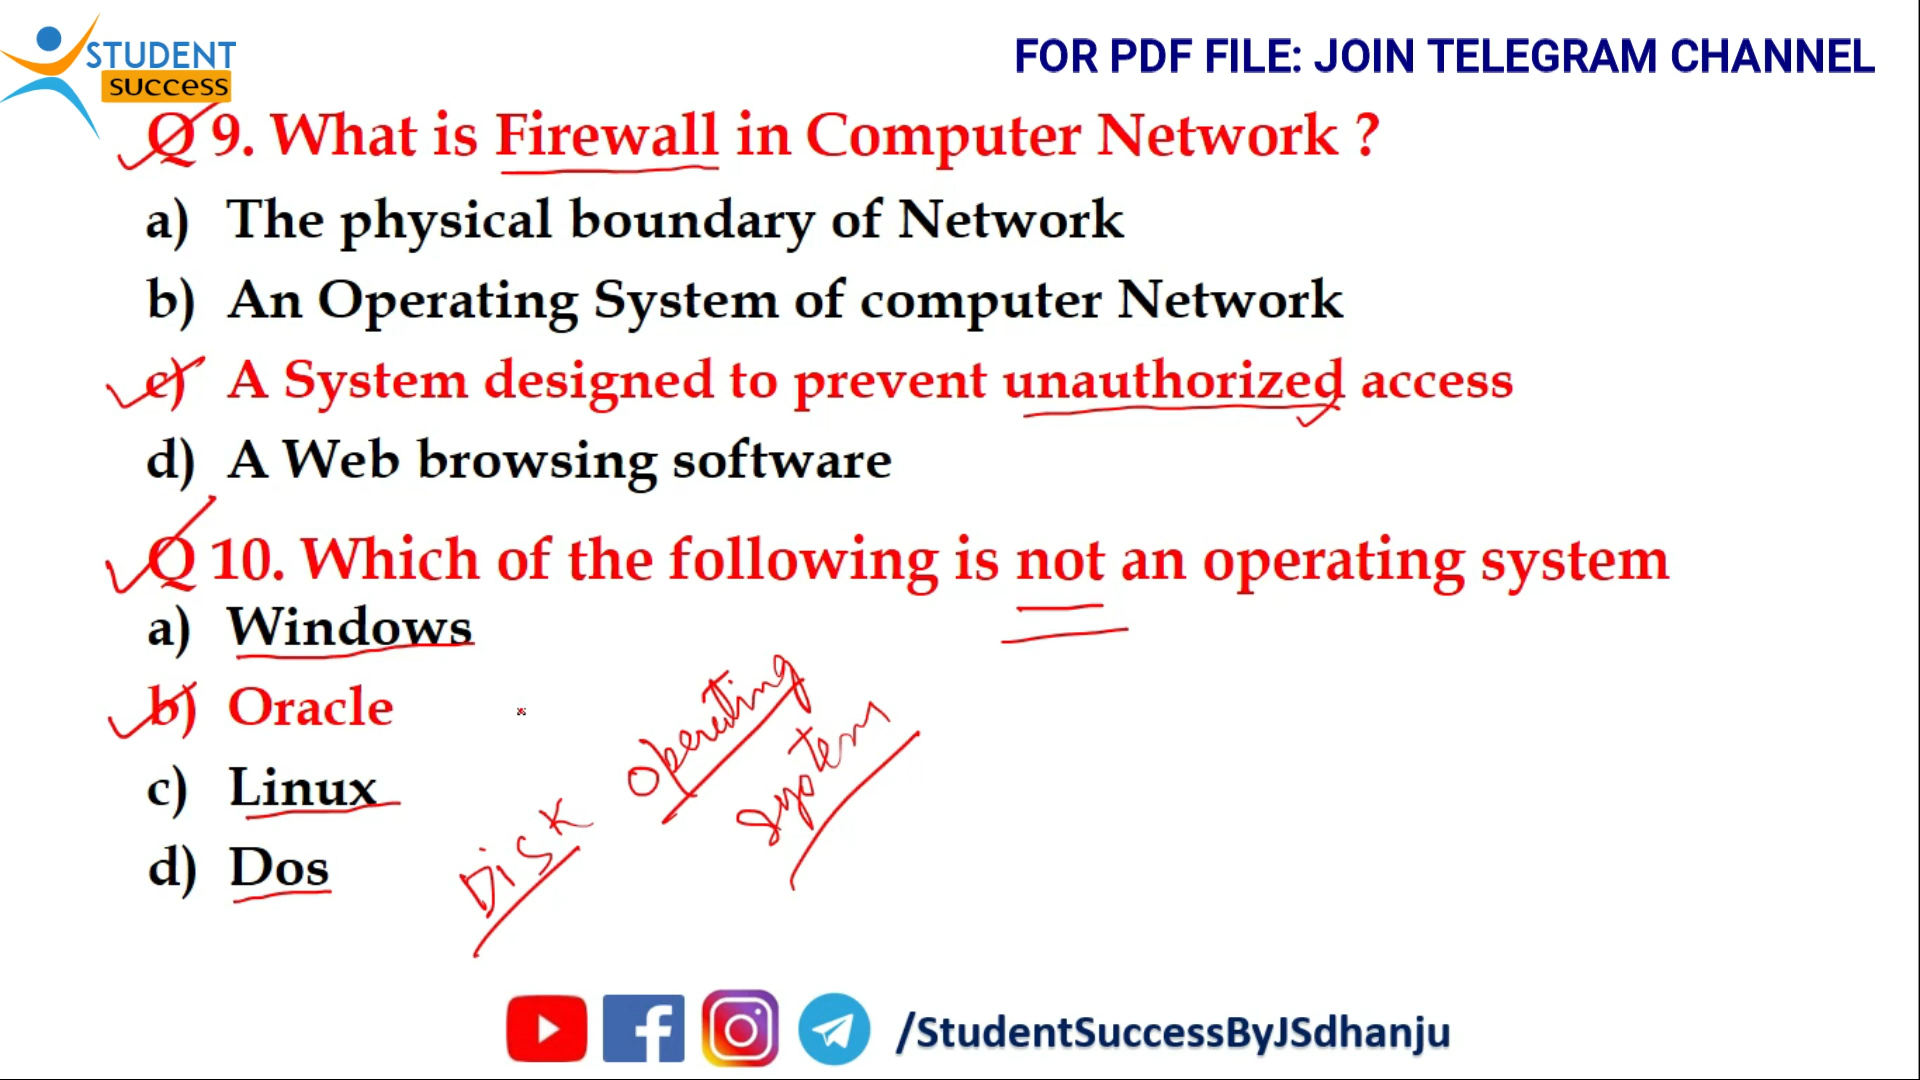 STUDENT
success
FOR PDF FILE: JOIN TELEGRAM CHANNEL
Q 9. What is Firewall in Computer Network ?
a) The physical boundary of Network
b) An Operating System of computer Network
c) A System designed to prevent unauthorized access
d) A Web browsing software
Q 10. Which of the following is not an operating system
a) Windows
b) Oracle
c) Linux
d) Dos
DiSK Operating System
/StudentSuccessByJSdhanju